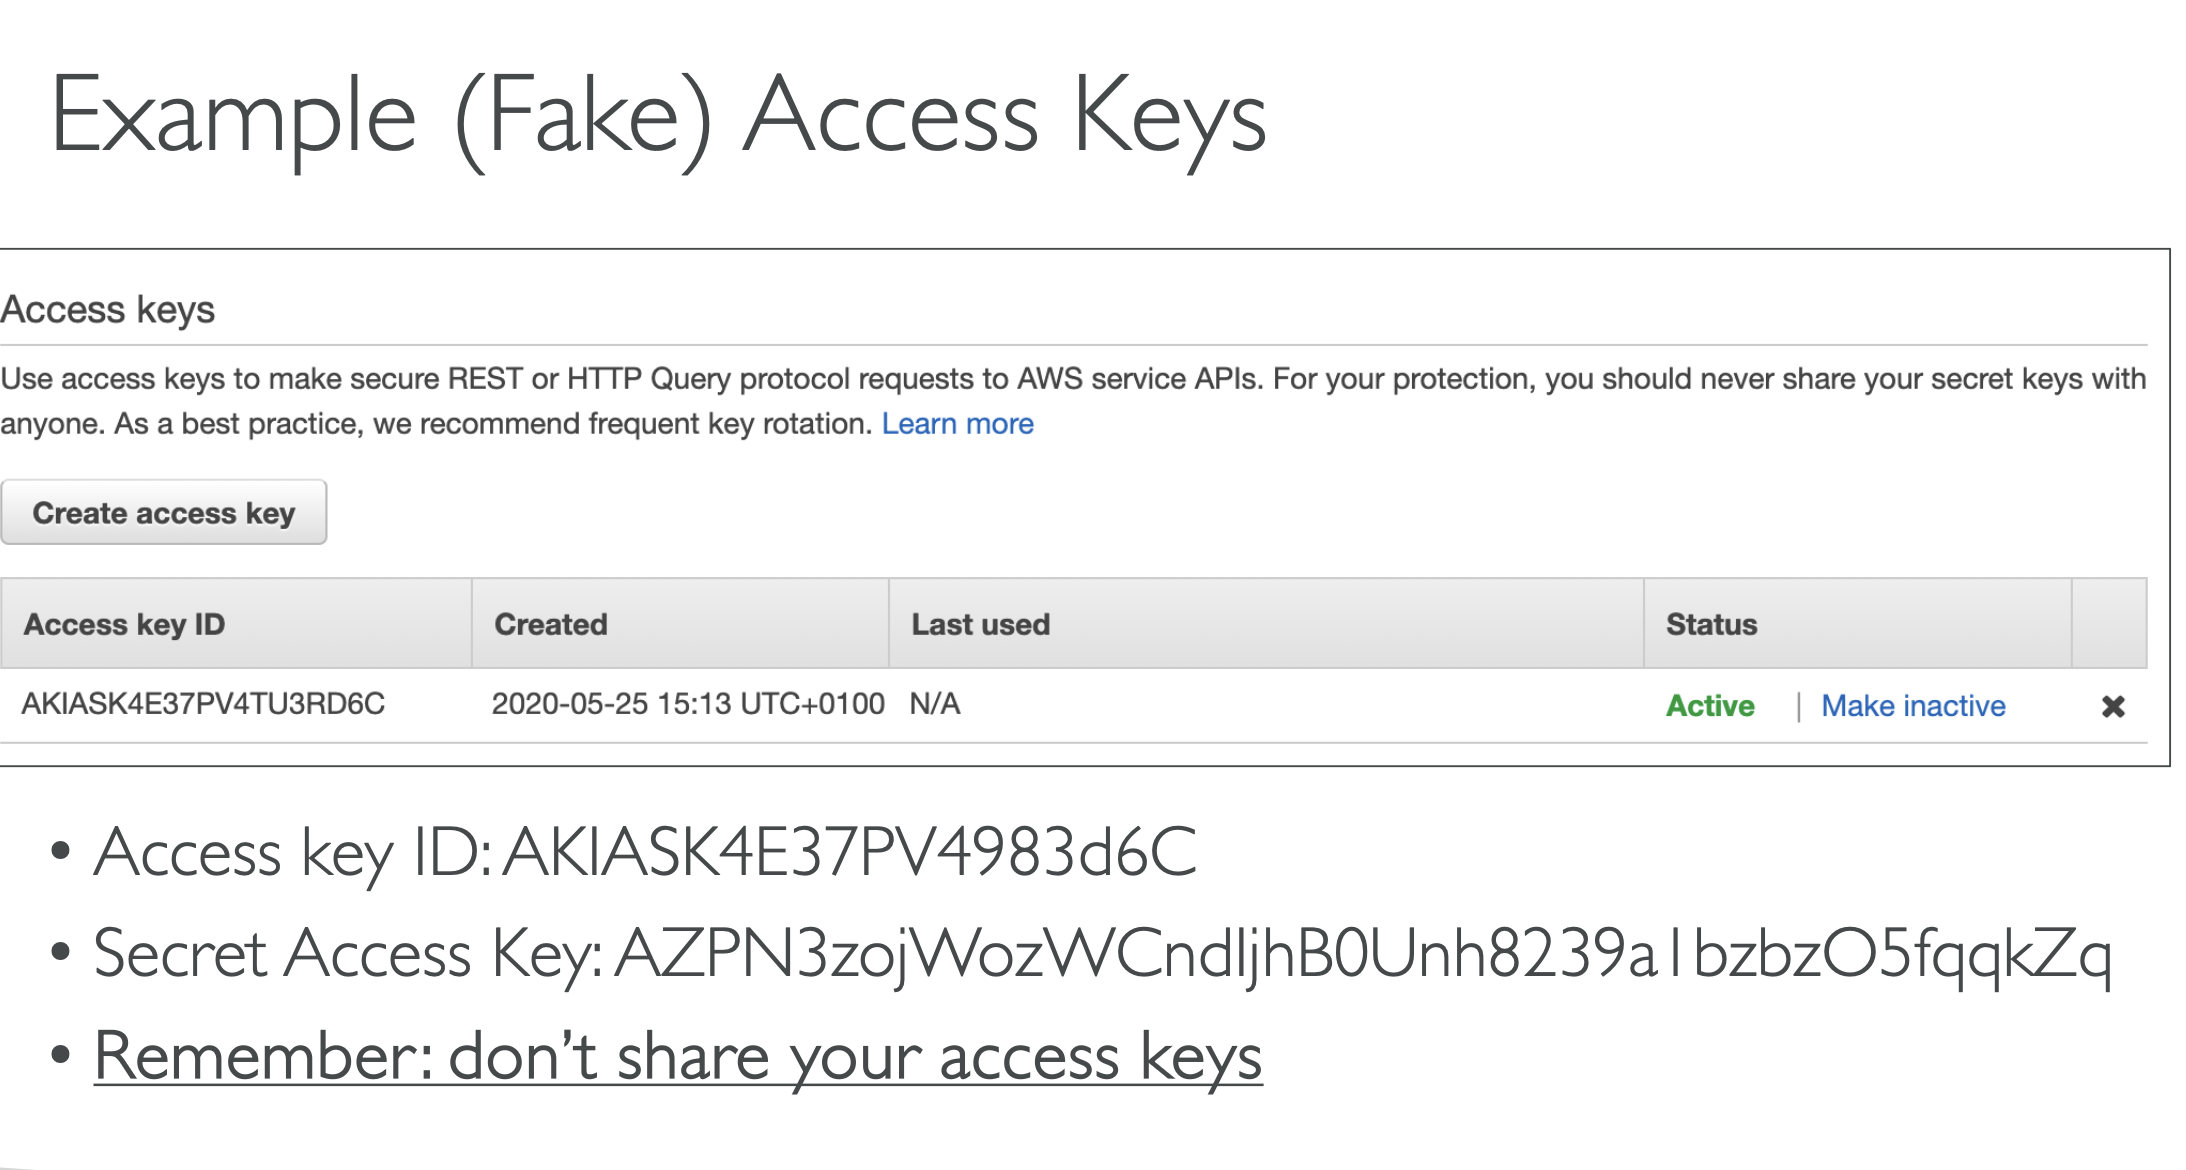 Example (Fake) Access Keys
Access keys
Use access keys to make secure REST or HTTP Query protocol requests to AWS service APIs. For your protection, you should never share your secret keys with
anyone. As a best practice, we recommend frequent key rotation. Learn more
Create access key
Access key ID Created Last used Status
AKIASK4E37PV4TU3RD6C 2020-05-25 15:13 UTC+0100 N/A Active | Make inactive ✖
• Access key ID: AKIASK4E37PV4983d6C
• Secret Access Key: AZPN3zojWozWCndIjhB0Unh8239a1bzbzO5fqqkZq
• Remember: don’t share your access keys